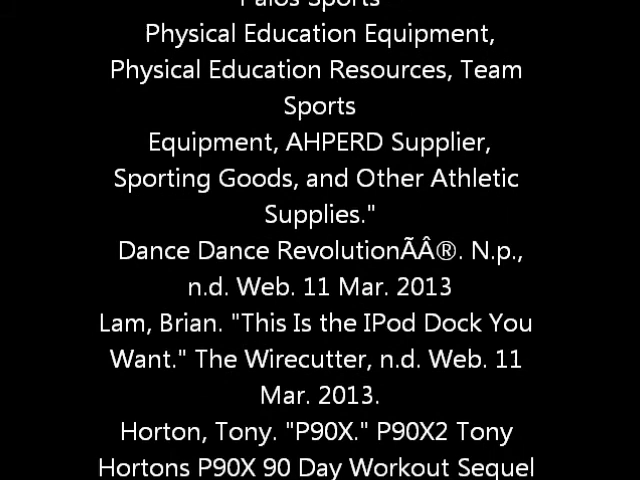 Palos Sports
Physical Education Equipment,
Physical Education Resources, Team
Sports
Equipment, AHPERD Supplier,
Sporting Goods, and Other Athletic
Supplies."
Dance Dance RevolutionÃÂ®. N.p.,
n.d. Web. 11 Mar. 2013
Lam, Brian. "This Is the IPod Dock You
Want." The Wirecutter, n.d. Web. 11
Mar. 2013.
Horton, Tony. "P90X." P90X2 Tony
Hortons P90X 90 Day Workout Sequel